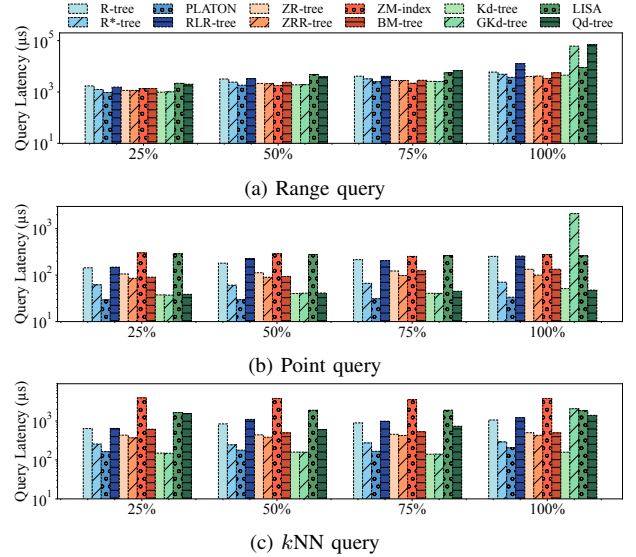 R-tree PLATON ZR-tree ZM-index Kd-tree LISA
R*-tree RLR-tree ZRR-tree BM-tree GKd-tree Qd-tree
Query Latency (µs)
10^5
10^3
10^1
25% 50% 75% 100%
(a) Range query
Query Latency (µs)
10^3
10^2
10^1
25% 50% 75% 100%
(b) Point query
Query Latency (µs)
10^3
10^2
10^1
25% 50% 75% 100%
(c) kNN query